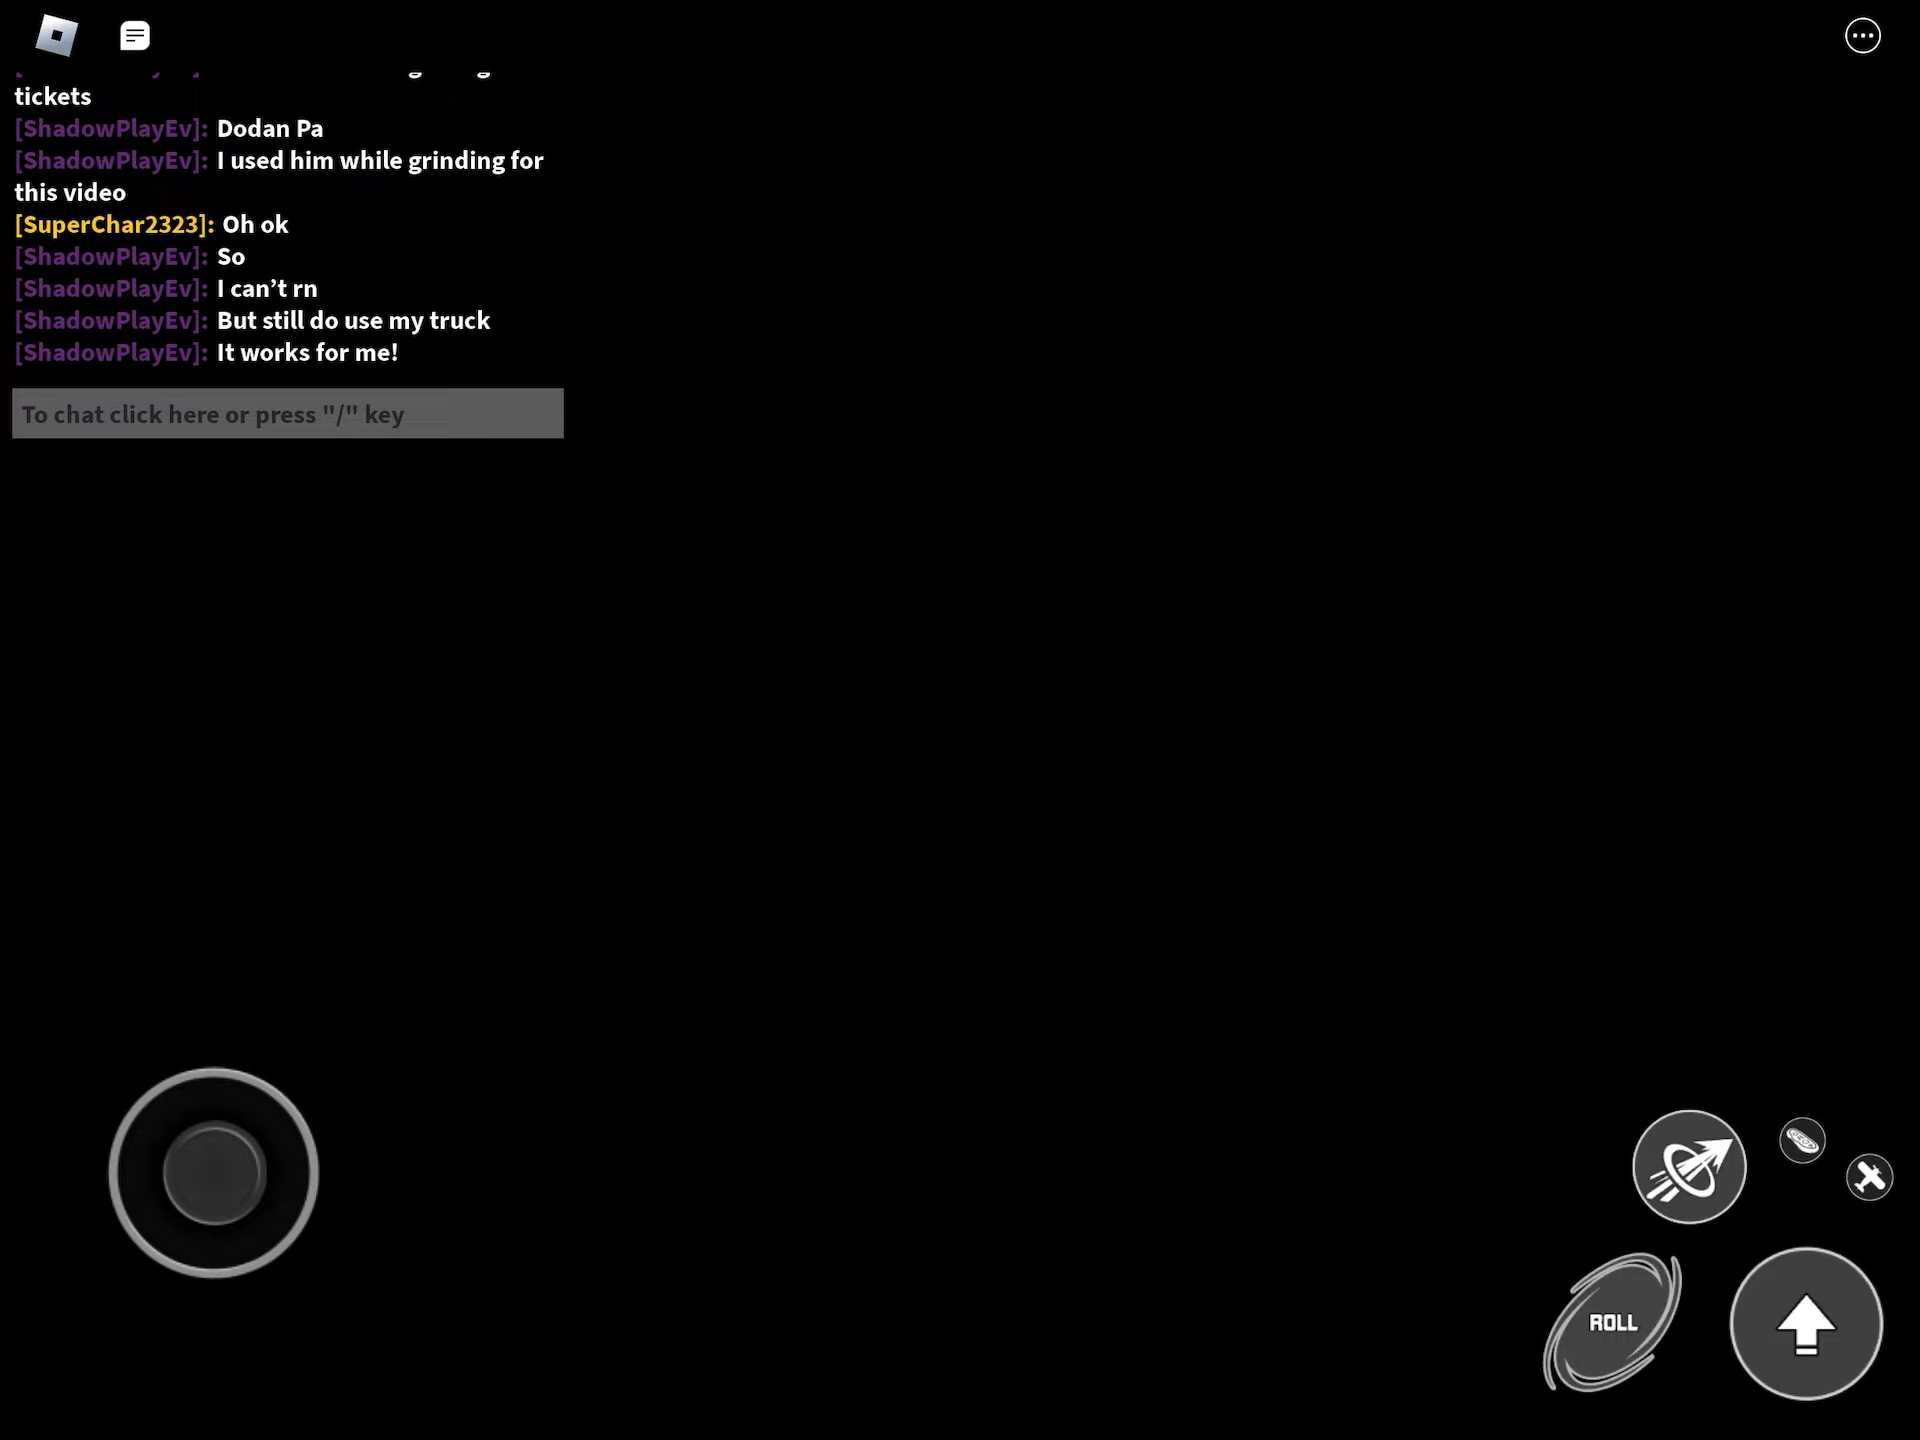 tickets
[ShadowPlayEv]: Dodan Pa
[ShadowPlayEv]: I used him while grinding for
this video
[SuperChar2323]: Oh ok
[ShadowPlayEv]: So
[ShadowPlayEv]: I can’t rn
[ShadowPlayEv]: But still do use my truck
[ShadowPlayEv]: It works for me!
To chat click here or press "/" key
ROLL